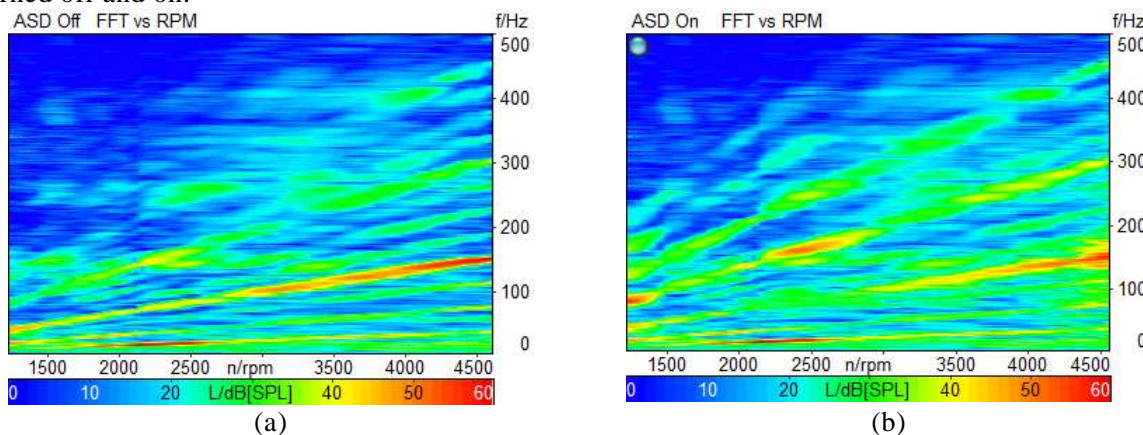 turned off and on.
ASD Off FFT vs RPM f/Hz
500
400
300
200
100
0
1500 2000 2500 n/rpm 3500 4000 4500
0 10 20 L/dB[SPL] 40 50 60
(a)
ASD On FFT vs RPM f/Hz
500
400
300
200
100
0
1500 2000 2500 n/rpm 3500 4000 4500
0 10 20 L/dB[SPL] 40 50 60
(b)